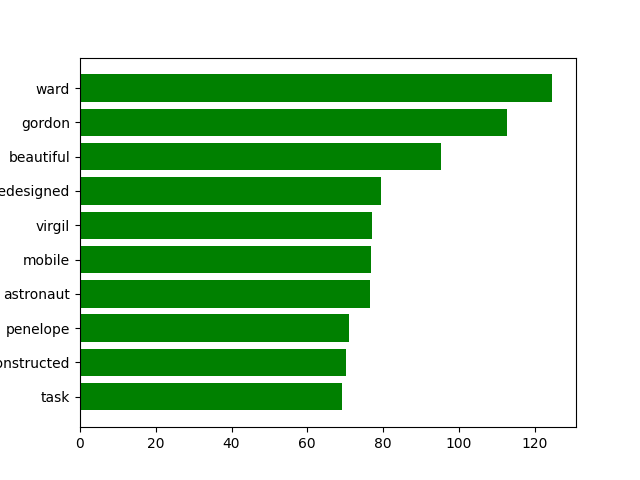 ward
gordon
beautiful
edesigned
virgil
mobile
astronaut
penelope
onstructed
task
0 20 40 60 80 100 120